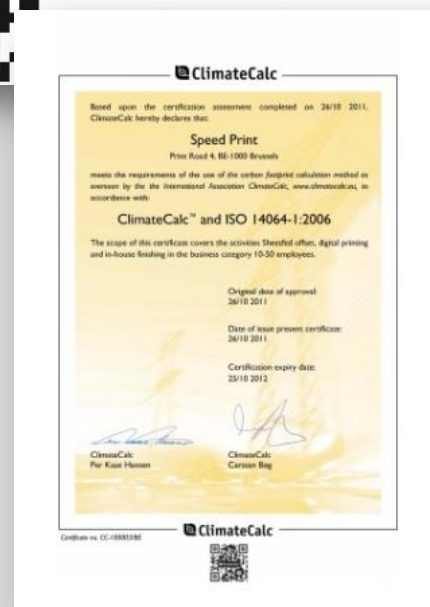 ClimateCalc
Based upon the certification assessment completed on 26/10 2011,
ClimateCalc hereby declares that:
Speed Print
Print Road 4, BE-1000 Brussels
meets the requirements of the use of the carbon footprint calculation method as
overseen by the the International Association ClimateCalc, www.climatecalc.eu, in
accordance with:
ClimateCalc™ and ISO 14064-1:2006
The scope of this certificate covers the activities Sheetfed offset, digital printing
and in-house finishing in the business category 10-50 employees.
Original date of approval:
26/10 2011
Date of issue present certificate:
26/10 2011
Certification expiry date:
25/10 2012
ClimateCalc
Per Kaae Hansen
ClimateCalc
Carsten Bøg
ClimateCalc
Certificate no.